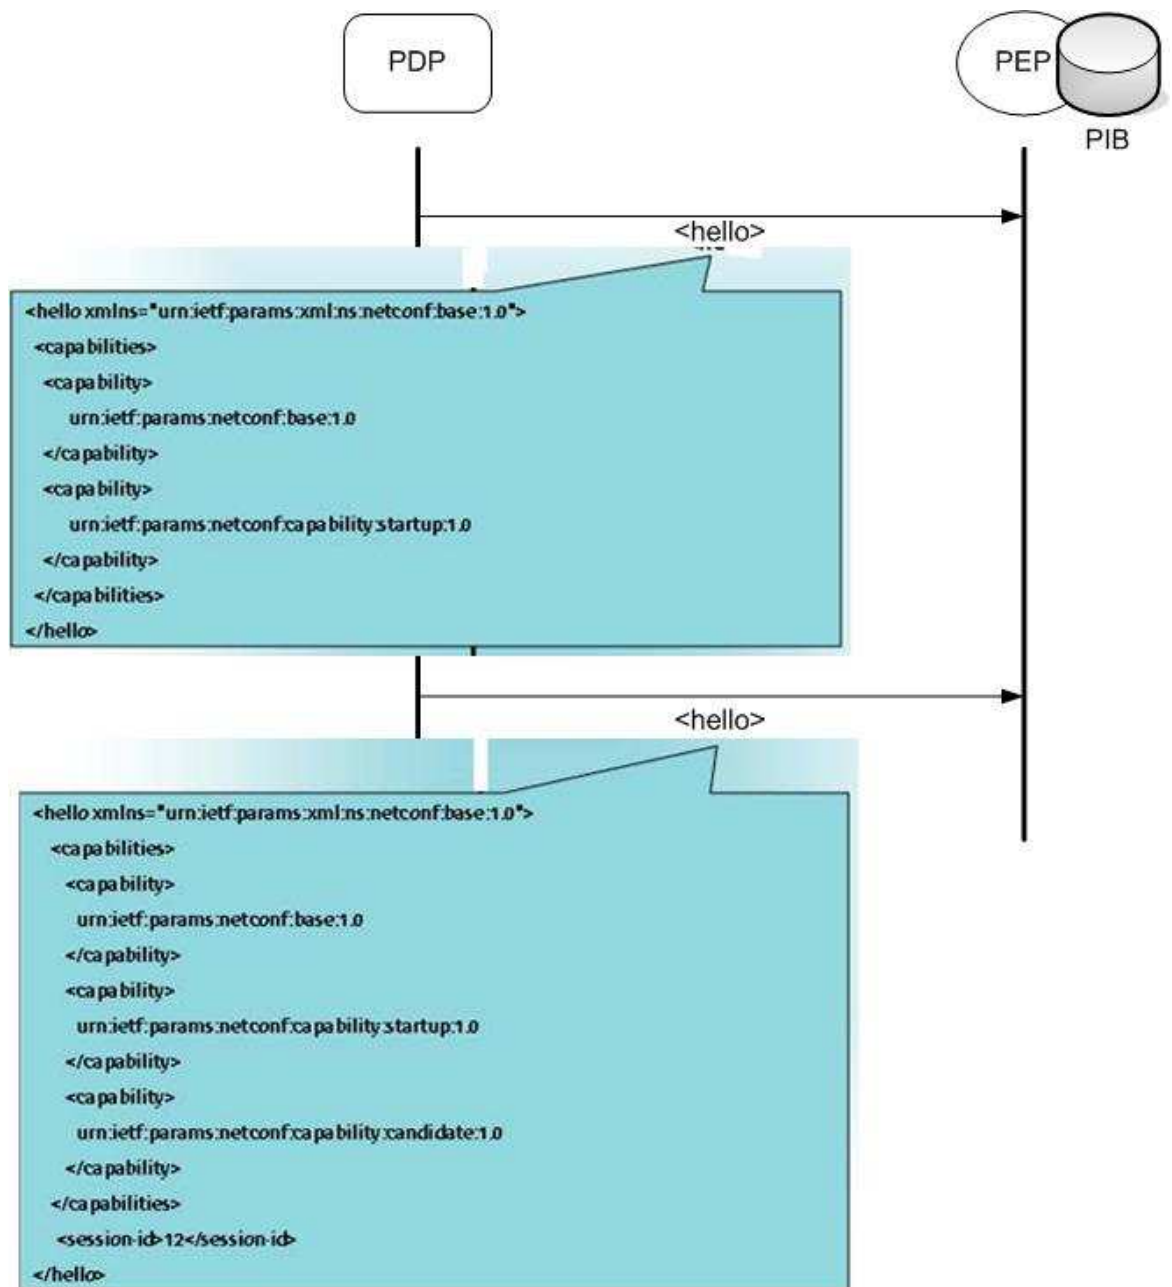 PDP
PEP
PIB
<hello>
<hello xmlns="urn:ietf:params:xml:ns:netconf:base:1.0">
<capabilities>
<capability>
urn:ietf:params:netconf:base:1.0
</capability>
<capability>
urn:ietf:params:netconf:capability:startup:1.0
</capability>
</capabilities>
</hello>
<hello>
<hello xmlns="urn:ietf:params:xml:ns:netconf:base:1.0">
<capabilities>
<capability>
urn:ietf:params:netconf:base:1.0
</capability>
<capability>
urn:ietf:params:netconf:capability:startup:1.0
</capability>
<capability>
urn:ietf:params:netconf:capability:candidate:1.0
</capability>
</capabilities>
<session-id>12</session-id>
</hello>